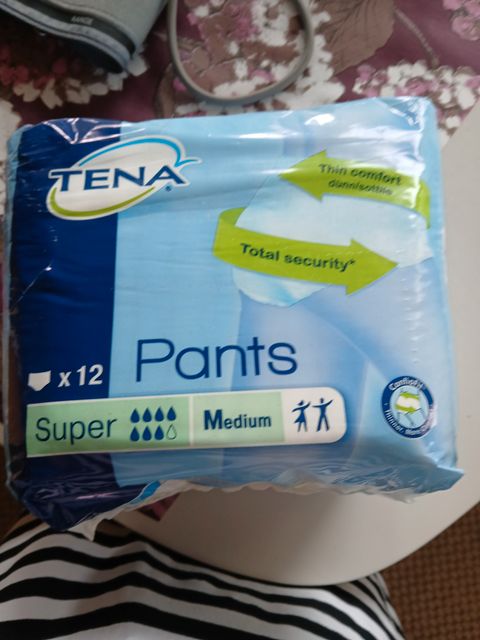 TENA
Thin comfort
Total security*
x 12
Pants
Super
Medium